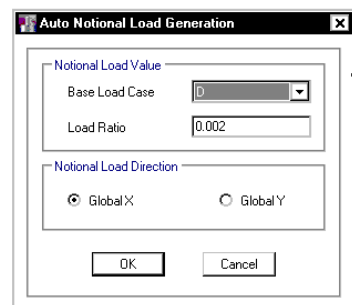 Auto Notional Load Generation
Notional Load Value
Base Load Case D
Load Ratio 0.002
Notional Load Direction
Global X Global Y
OK Cancel